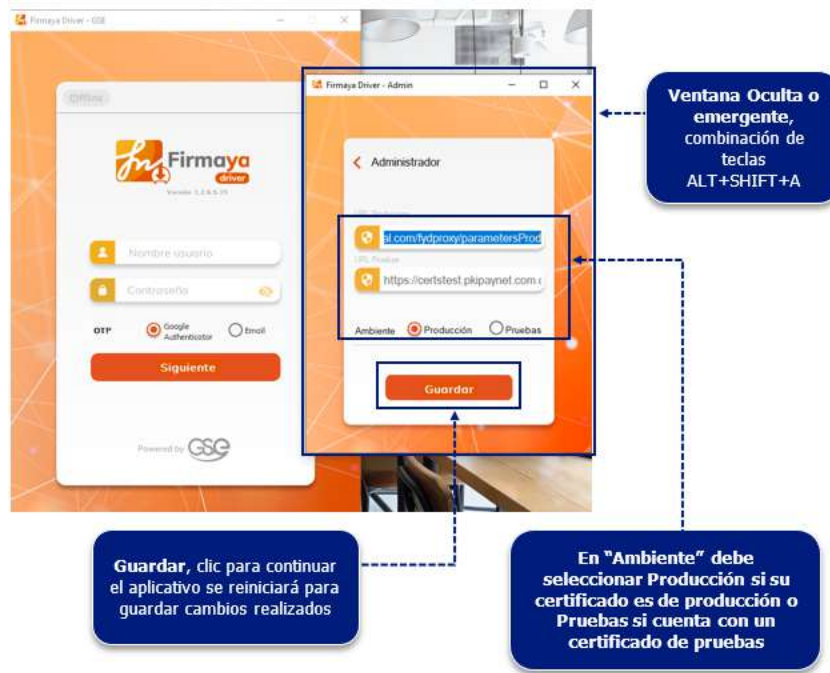 Firmaya Driver - GSE
Offline
Firmaya
driver
Nombre usuario
Contraseña
OTP
Google
Authenticator
Email
Siguiente
Powered by GSE
Firmaya Driver - Admin
Administrador
al.com/fydproxy/parametersProd
URL Pruebas
https://certstest.pkipaynet.com.c
Ambiente
Producción
Pruebas
Guardar
Ventana Oculta o
emergente,
combinación de
teclas
ALT+SHIFT+A
Guardar, clic para continuar
el aplicativo se reiniciará para
guardar cambios realizados
En “Ambiente” debe
seleccionar Producción si su
certificado es de producción o
Pruebas si cuenta con un
certificado de pruebas